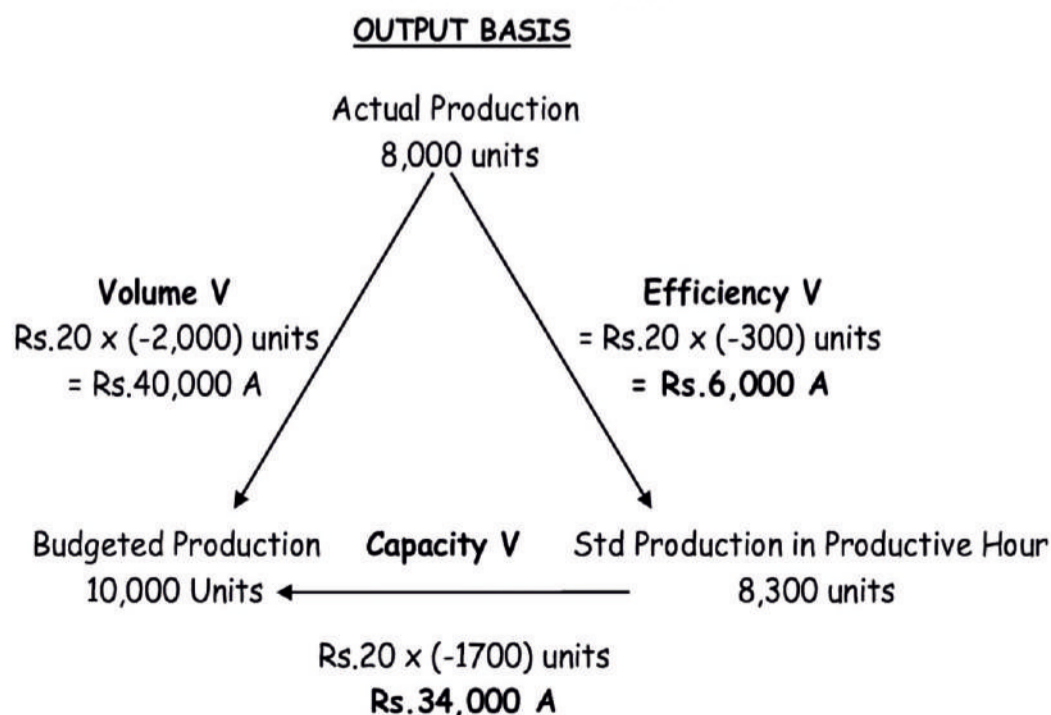 OUTPUT BASIS
Actual Production
8,000 units
Volume V
Rs.20 x (-2,000) units
= Rs.40,000 A
Efficiency V
= Rs.20 x (-300) units
= Rs.6,000 A
Budgeted Production
10,000 Units
Capacity V
Std Production in Productive Hour
8,300 units
Rs.20 x (-1700) units
Rs.34,000 A